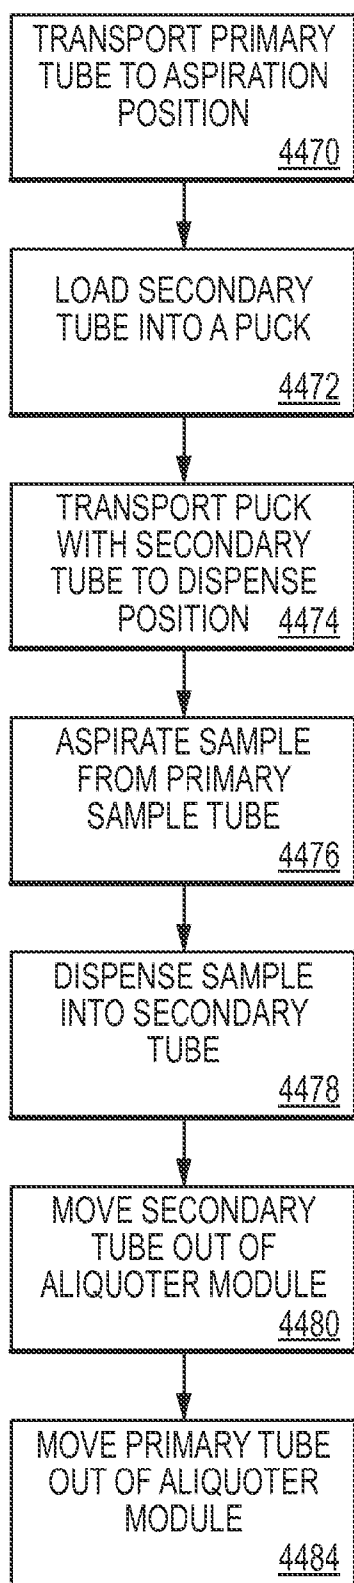 TRANSPORT PRIMARY
TUBE TO ASPIRATION
POSITION
4470
LOAD SECONDARY
TUBE INTO A PUCK
4472
TRANSPORT PUCK
WITH SECONDARY
TUBE TO DISPENSE
POSITION 4474
ASPIRATE SAMPLE
FROM PRIMARY
SAMPLE TUBE
4476
DISPENSE SAMPLE
INTO SECONDARY
TUBE
4478
MOVE SECONDARY
TUBE OUT OF
ALIQUOTER MODULE
4480
MOVE PRIMARY TUBE
OUT OF ALIQUOTER
MODULE
4484